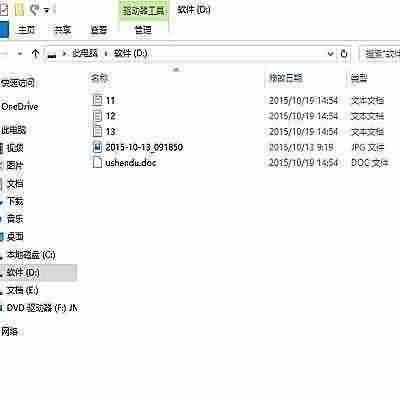 驱动器工具 软件 (D:)
主页 共享 查看 管理
此电脑 > 软件 (D:)
搜索"软件
名称 修改日期 类型
11 2015/10/19 14:54 文本文档
12 2015/10/19 14:54 文本文档
13 2015/10/19 14:54 文本文档
2015-10-13_091850 2015/10/13 9:19 JPG 文件
ushendu.doc 2015/10/19 14:54 DOC 文件
快速访问
OneDrive
此电脑
视频
图片
文档
下载
音乐
桌面
本地磁盘 (C:)
软件 (D:)
文档 (E:)
DVD 驱动器 (F:) JN
网络